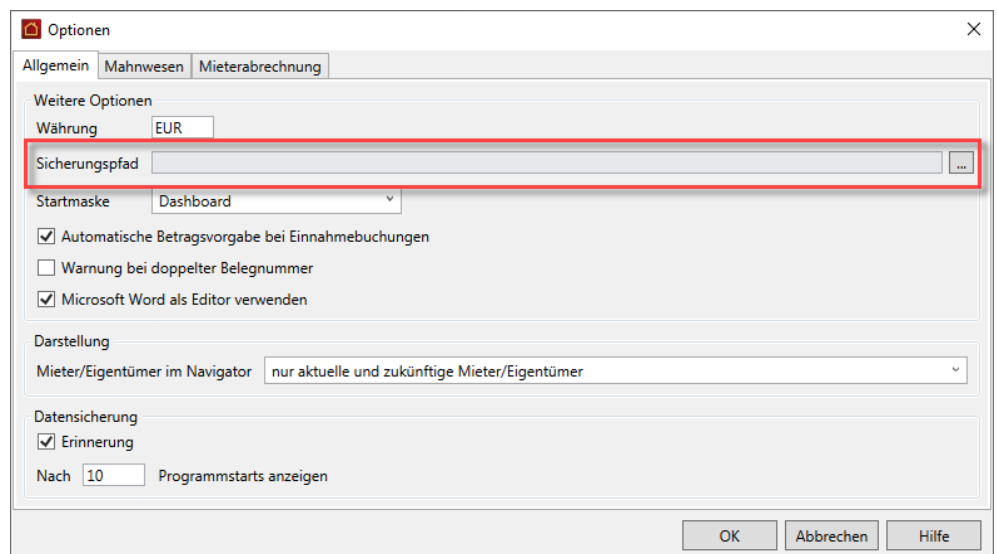 Optionen
Allgemein Mahnwesen Mieterabrechnung
Weitere Optionen
Währung EUR
Sicherungspfad ...
Startmaske Dashboard
Automatische Betragsvorgabe bei Einnahmebuchungen
Warnung bei doppelter Belegnummer
Microsoft Word als Editor verwenden
Darstellung
Mieter/Eigentümer im Navigator nur aktuelle und zukünftige Mieter/Eigentümer
Datensicherung
Erinnerung
Nach 10 Programmstarts anzeigen
OK Abbrechen Hilfe